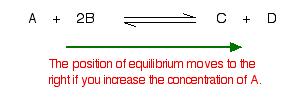 A + 2B ⇌ C + D
The position of equilibrium moves to the
right if you increase the concentration of A.